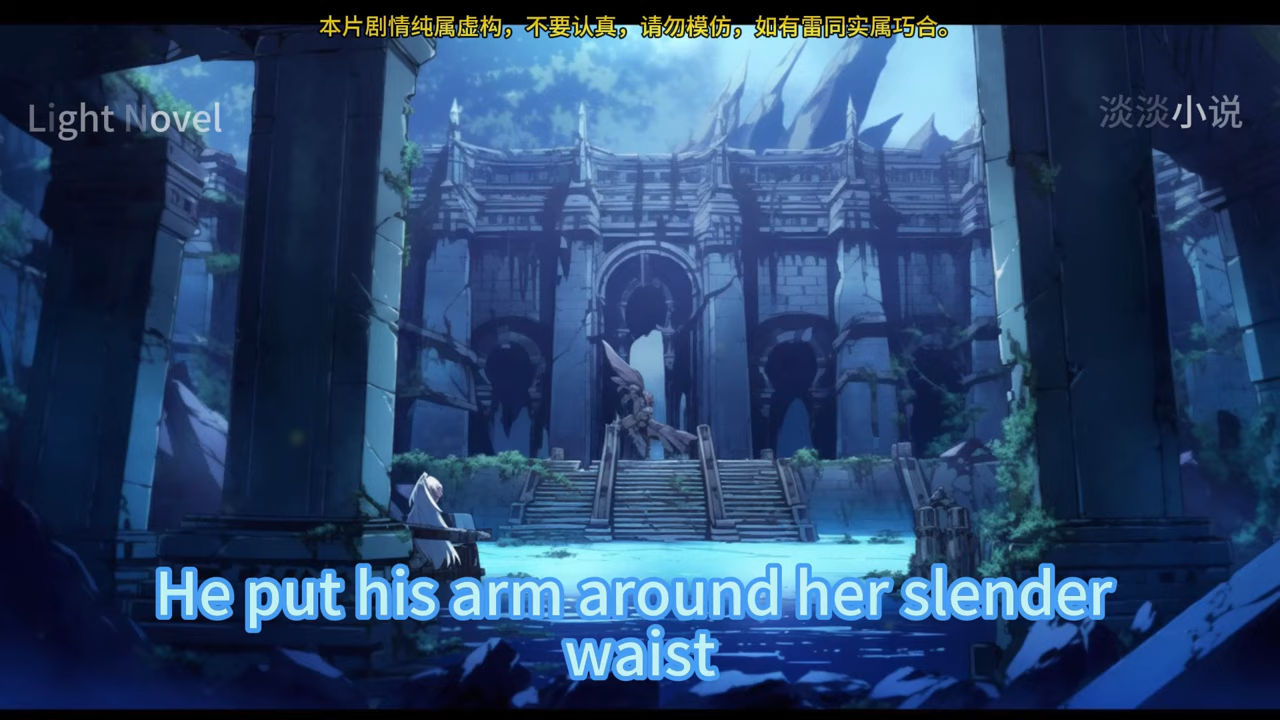 本片剧情纯属虚构，不要认真，请勿模仿，如有雷同实属巧合。
Light Novel
淡淡小说
He put his arm around her slender
waist